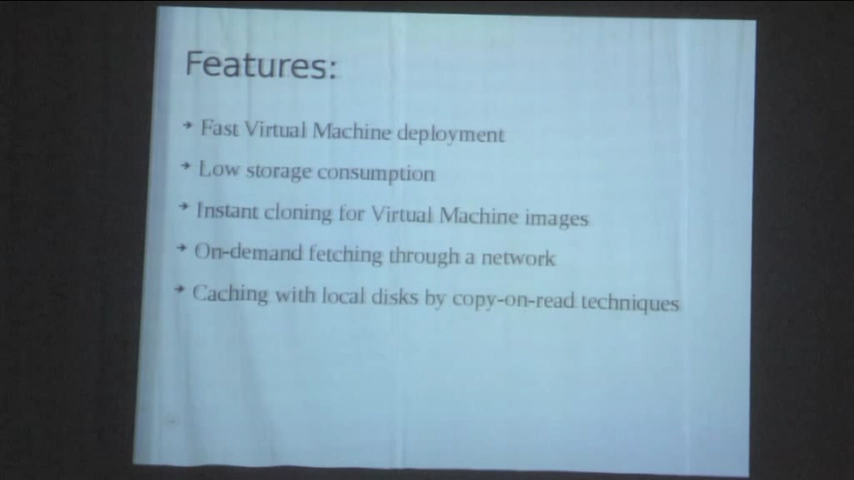 Features:
➔ Fast Virtual Machine deployment
➔ Low storage consumption
➔ Instant cloning for Virtual Machine images
➔ On-demand fetching through a network
➔ Caching with local disks by copy-on-read techniques